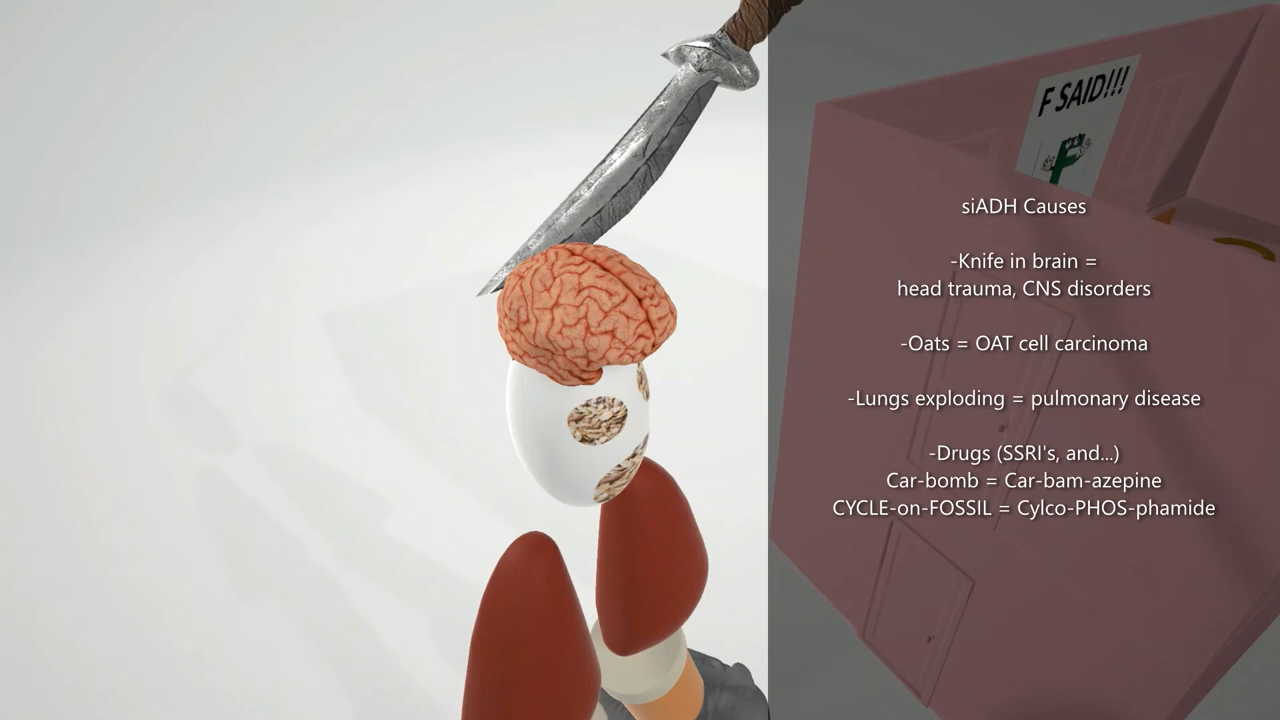 F SAID!!!
siADH Causes
-Knife in brain =
head trauma, CNS disorders
-Oats = OAT cell carcinoma
-Lungs exploding = pulmonary disease
-Drugs (SSRI's, and...)
Car-bomb = Car-bam-azepine
CYCLE-on-FOSSIL = Cylco-PHOS-phamide